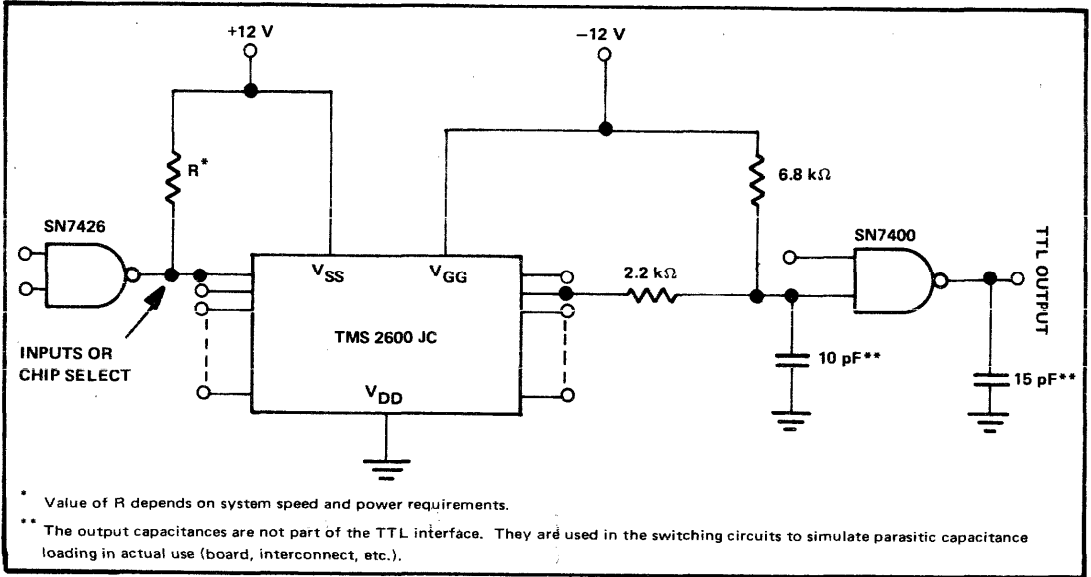 +12 V
−12 V
R*
6.8 kΩ
SN7426
SN7400
VSS
VGG
2.2 kΩ
TTL OUTPUT
TMS 2600 JC
INPUTS OR
CHIP SELECT
10 pF**
15 pF**
VDD
* Value of R depends on system speed and power requirements.
** The output capacitances are not part of the TTL interface. They are used in the switching circuits to simulate parasitic capacitance
loading in actual use (board, interconnect, etc.).